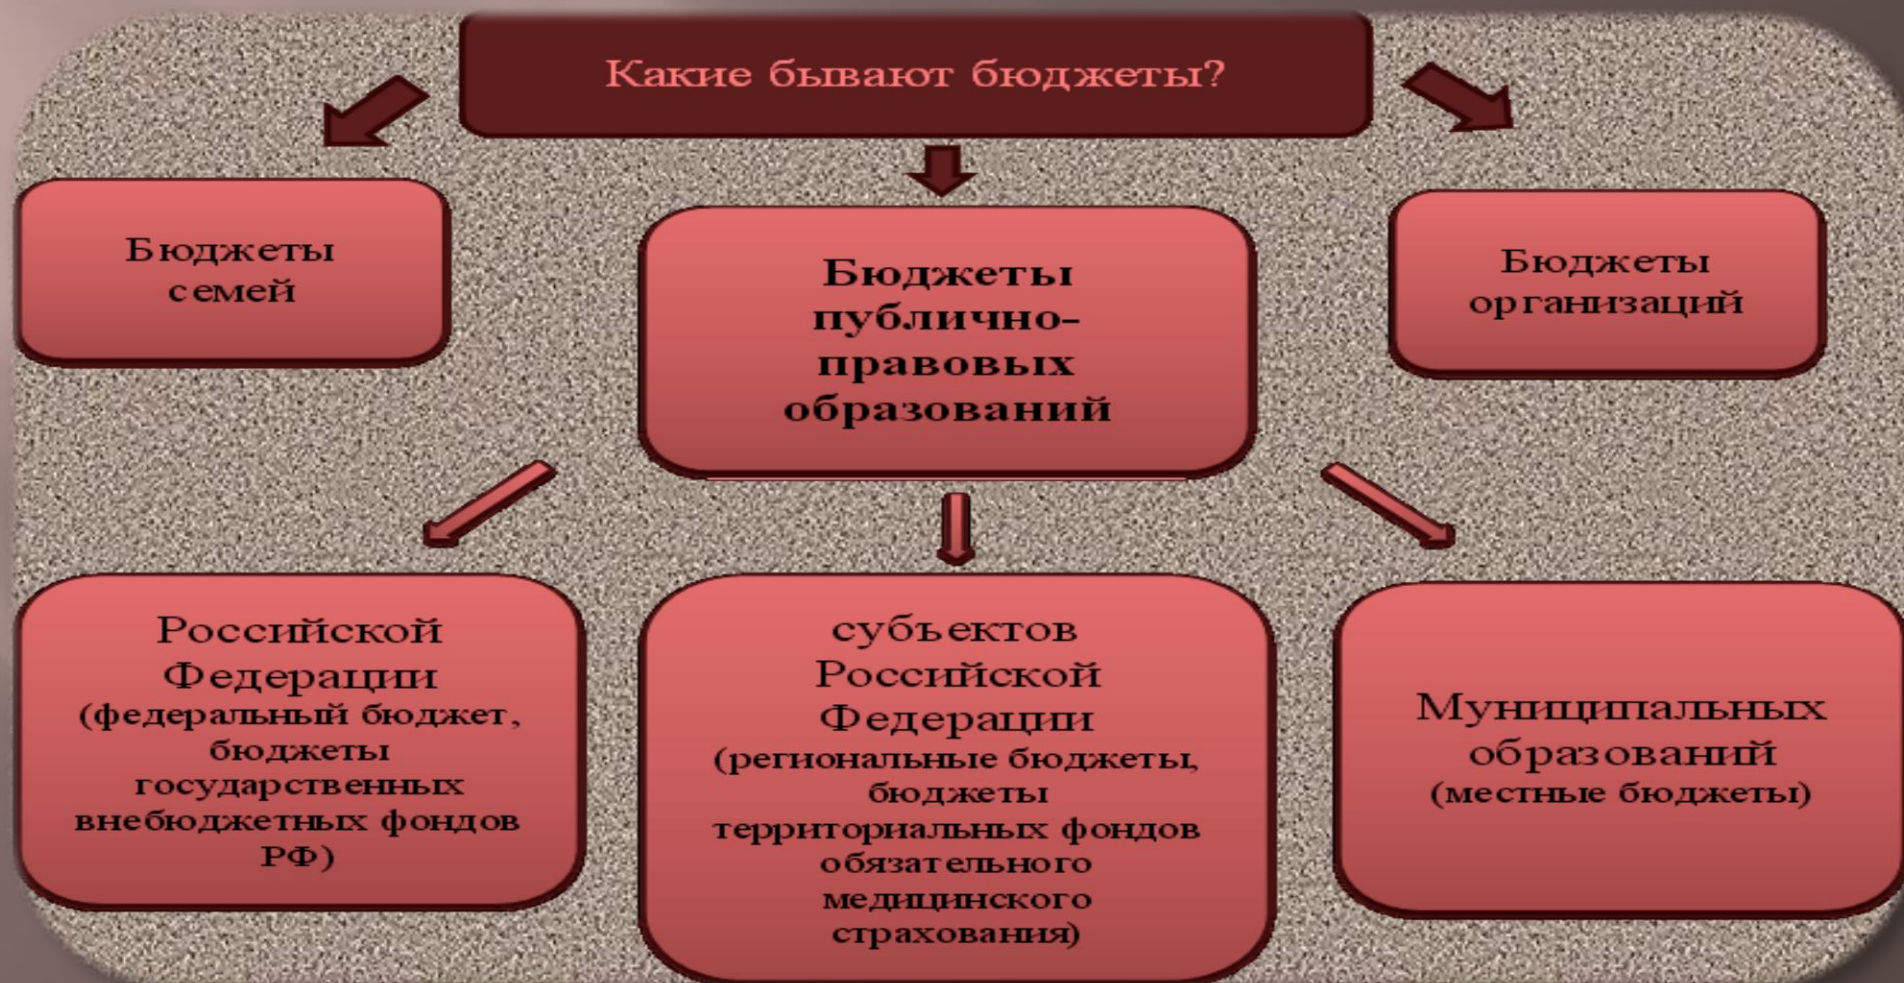 Какие бывают бюджеты?
Бюджеты
семей
Бюджеты
публично-
правовых
образований
Бюджеты
организаций
Российской
Федерации
(федеральный бюджет,
бюджеты
государственных
внебюджетных фондов
РФ)
субъектов
Российской
Федерации
(региональные бюджеты,
бюджеты
территориальных фондов
обязательного
медицинского
страхования)
Муниципальных
образований
(местные бюджеты)